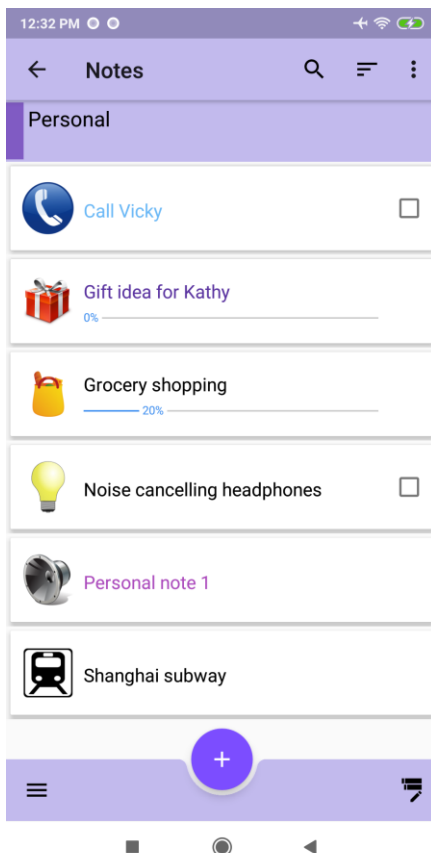 12:32 PM
Notes
Personal
Call Vicky
Gift idea for Kathy
0%
Grocery shopping
20%
Noise cancelling headphones
Personal note 1
Shanghai subway